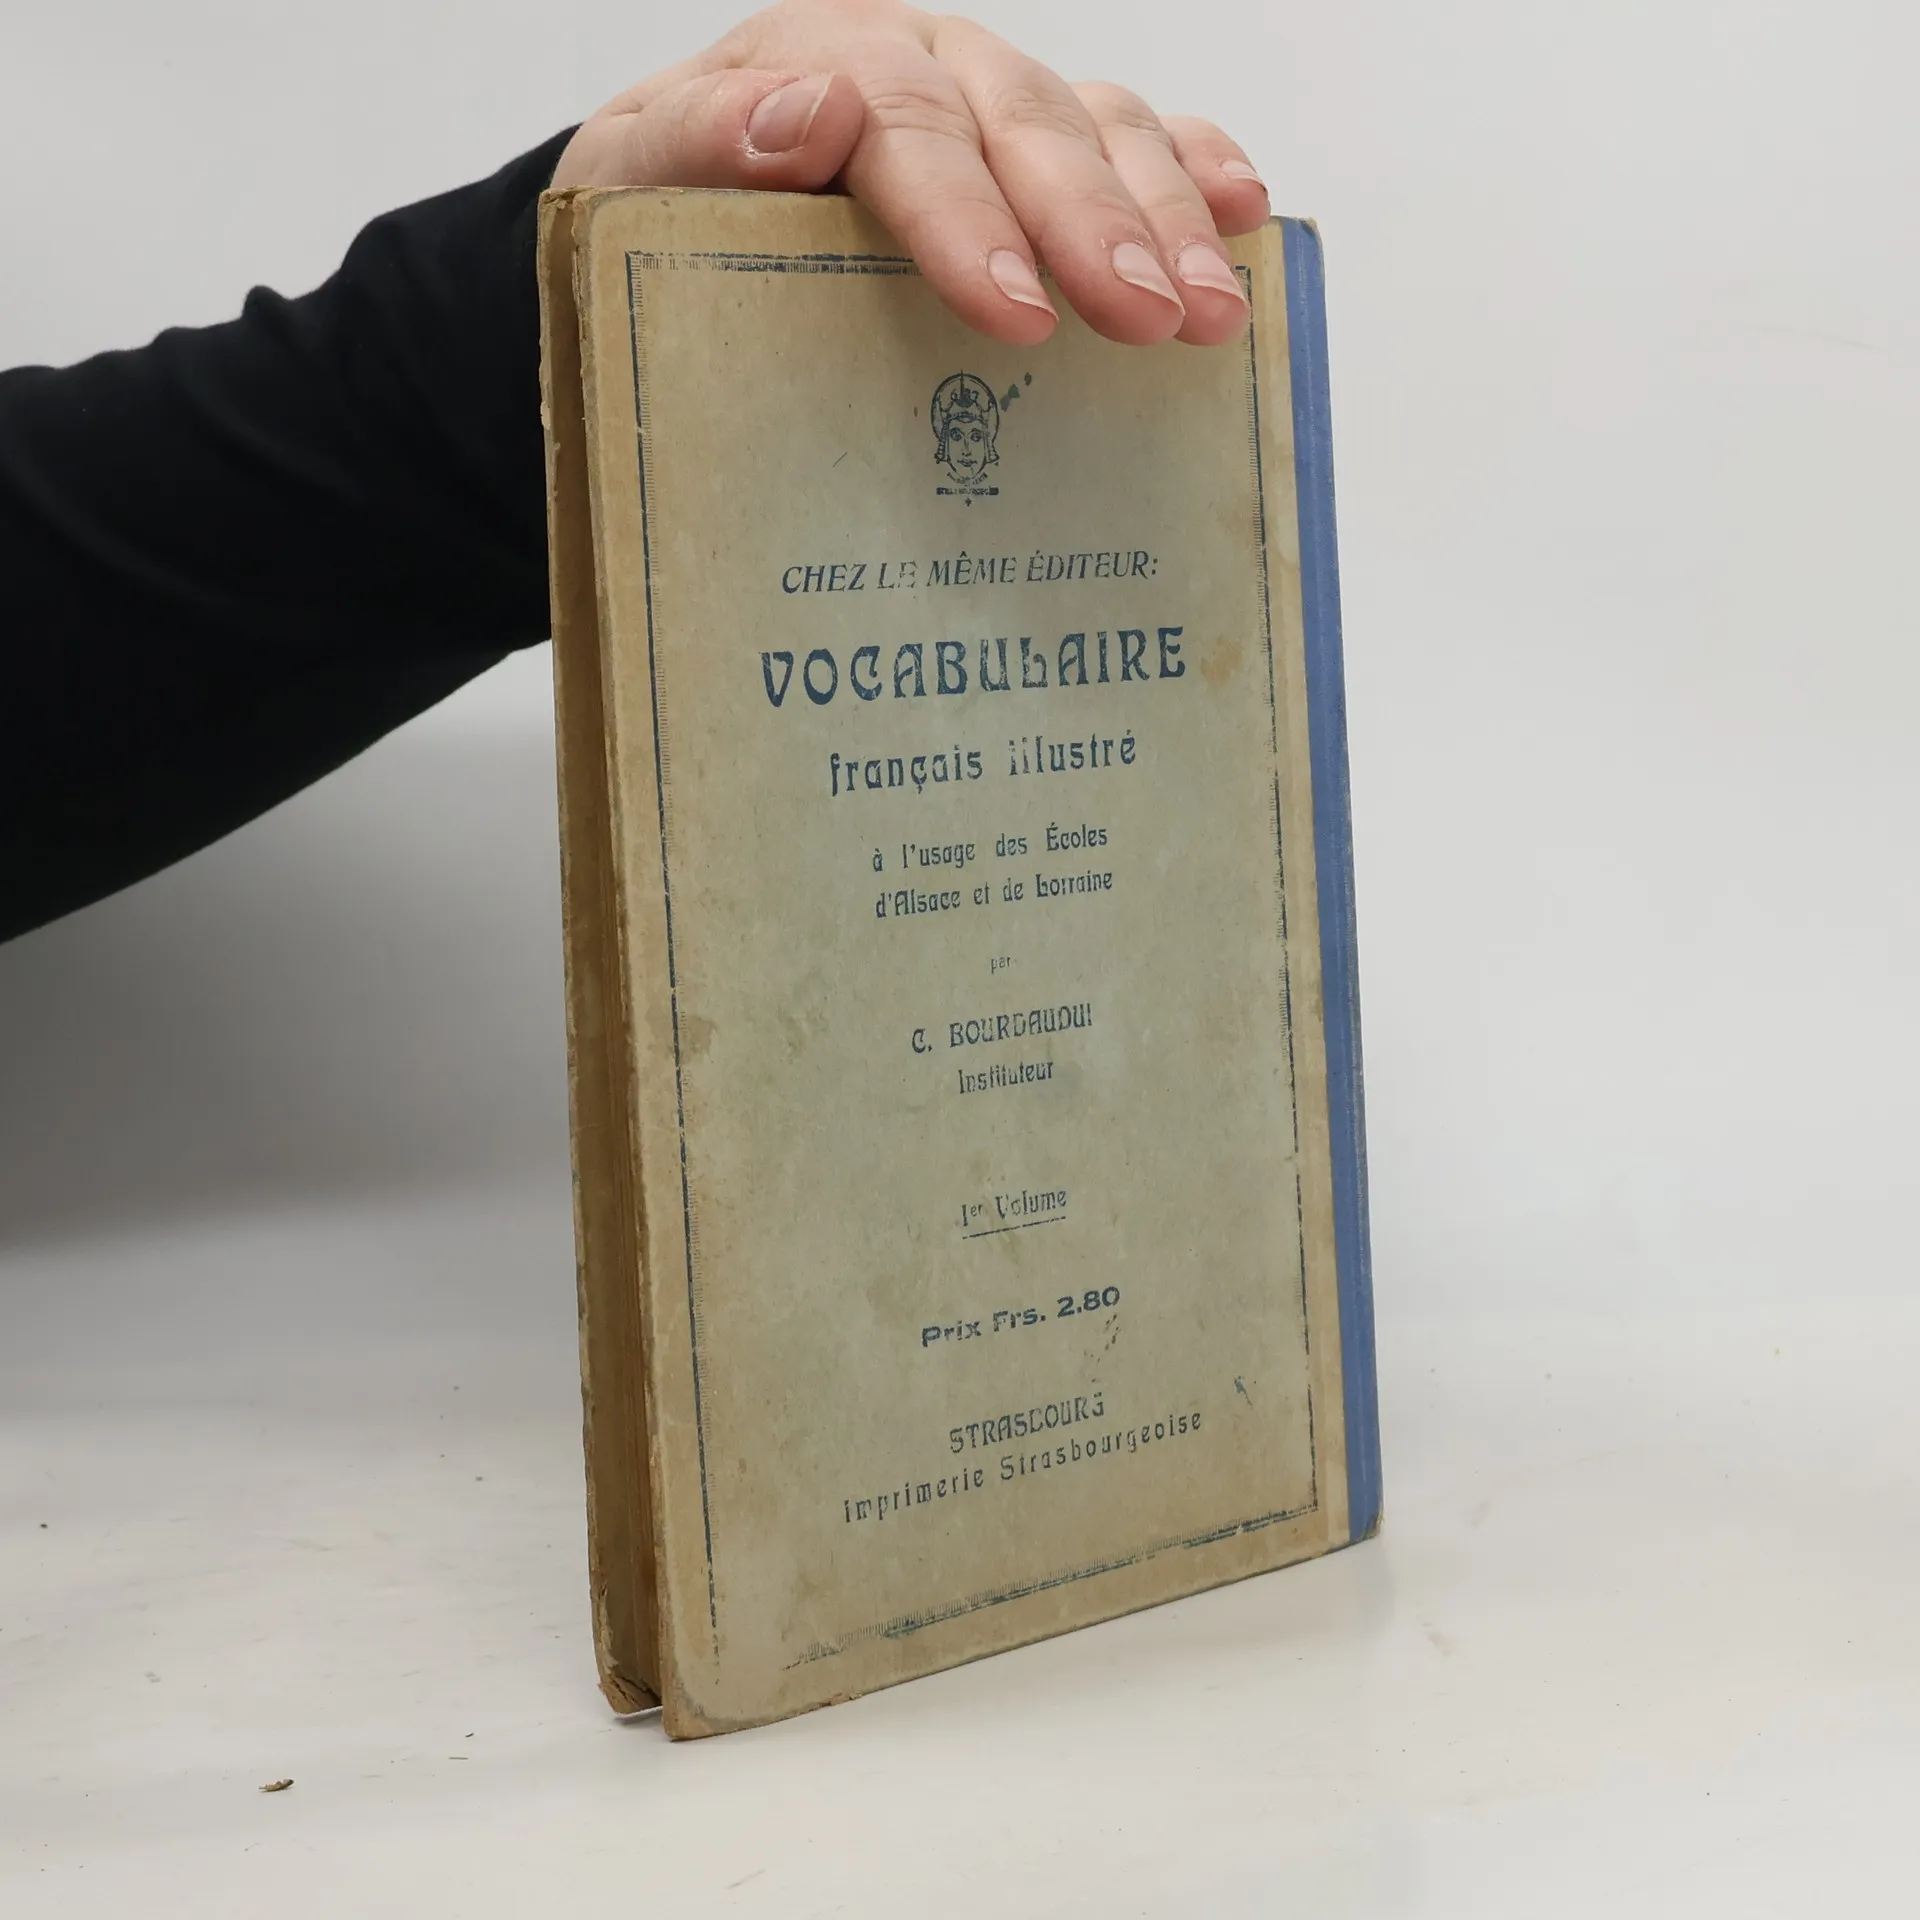 CHEZ LE MÊME ÉDITEUR:
VOCABULAIRE
français illustré
à l'usage des Écoles
d'Alsace et de Lorraine
par
C. BOURDAUDUI
Instituteur
1er Volume
Prix Frs. 2.80
STRASBOURG
Imprimerie Strasbourgeoise